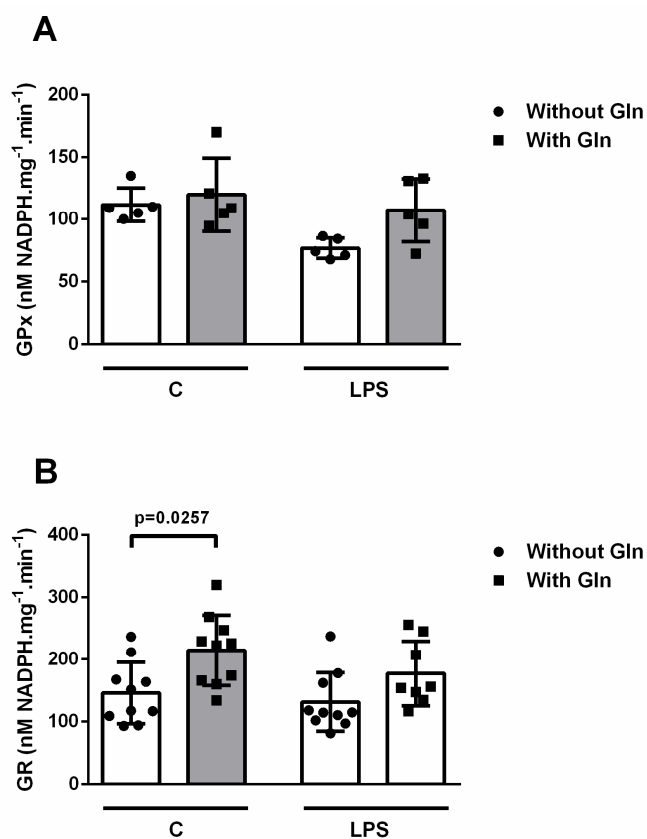 A
GPx (nM NADPH.mg⁻¹.min⁻¹)
200
150
100
50
0
Without Gln
With Gln
C
LPS
B
GR (nM NADPH.mg⁻¹.min⁻¹)
400
300
200
100
0
p=0.0257
Without Gln
With Gln
C
LPS